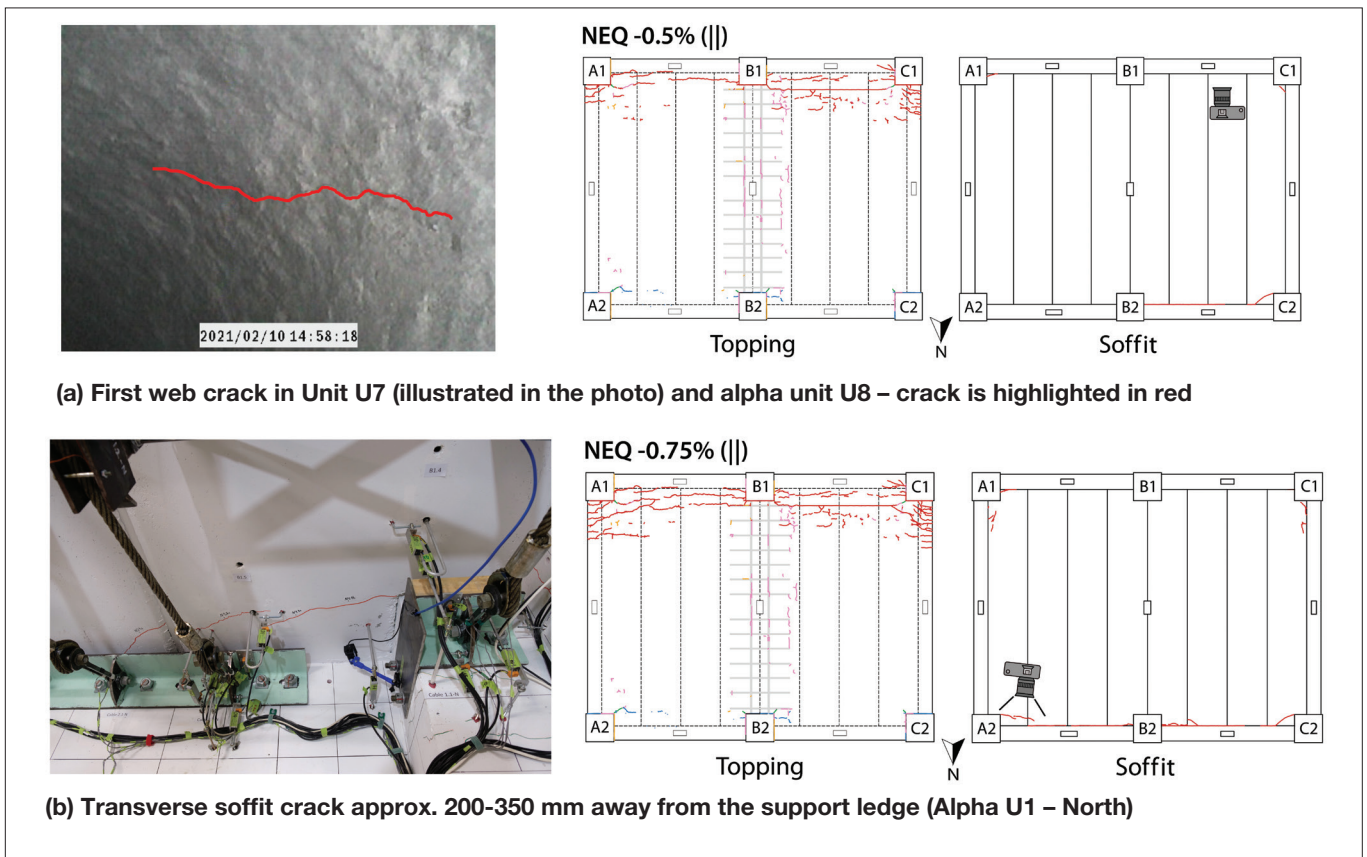 NEQ -0.5% (||)
A1 B1 C1
A1 B1 C1
2021/02/10 14:58:18
A2 B2 C2
A2 B2 C2
Topping
N
Soffit
(a) First web crack in Unit U7 (illustrated in the photo) and alpha unit U8 – crack is highlighted in red
NEQ -0.75% (||)
A1 B1 C1
A1 B1 C1
A2 B2 C2
A2 B2 C2
Topping
N
Soffit
(b) Transverse soffit crack approx. 200-350 mm away from the support ledge (Alpha U1 – North)